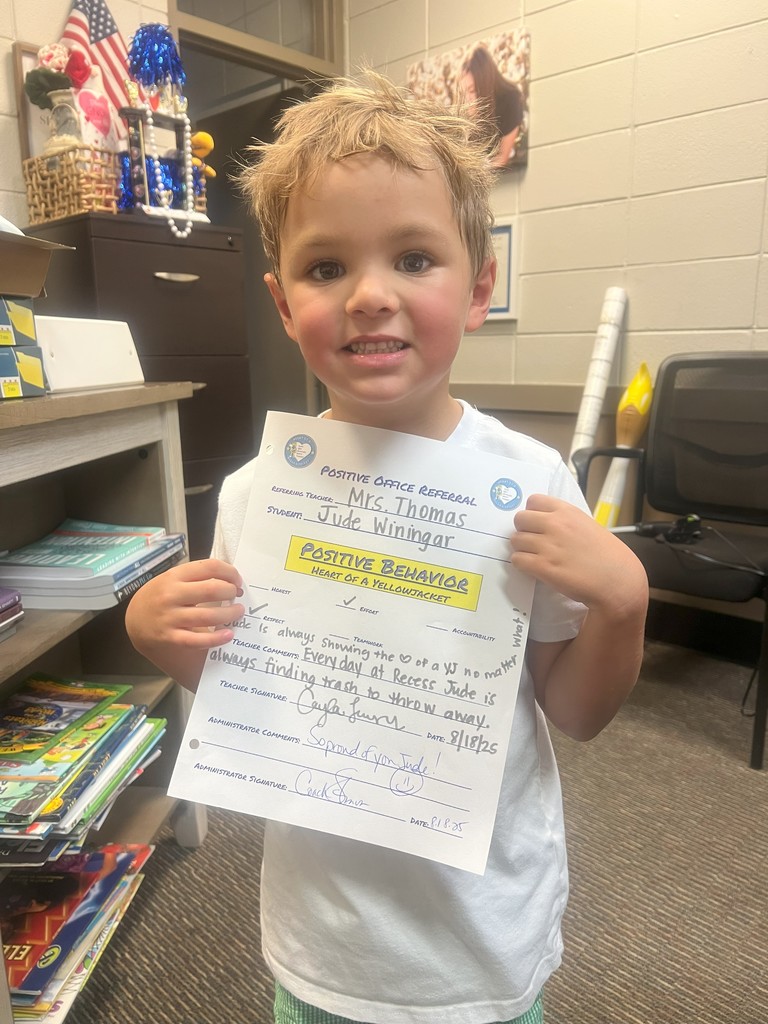 POSITIVE OFFICE REFERRAL
REFERRING TEACHER: Mrs. Thomas
STUDENT: Jude Winingar
POSITIVE BEHAVIOR
HEART OF A YELLOWJACKET
HONEST ✓ EFFORT
✓ RESPECT TEAMWORK ACCOUNTABILITY
Jude is always showing the ♡ of a YJ no matter what!
TEACHER COMMENTS: Everyday at Recess Jude is
always finding trash to throw away.
TEACHER SIGNATURE: DATE: 8/18/25
ADMINISTRATOR COMMENTS: So proud of you Jude!
ADMINISTRATOR SIGNATURE: DATE: 8.18.25